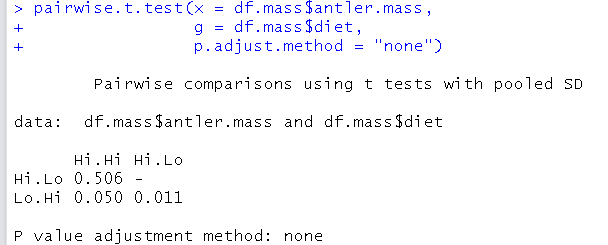 > pairwise.t.test(x = df.mass$antler.mass,
+                 g = df.mass$diet,
+                 p.adjust.method = "none")
Pairwise comparisons using t tests with pooled SD
data:  df.mass$antler.mass and df.mass$diet
Hi.Hi Hi.Lo
Hi.Lo 0.506 -
Lo.Hi 0.050 0.011
P value adjustment method: none